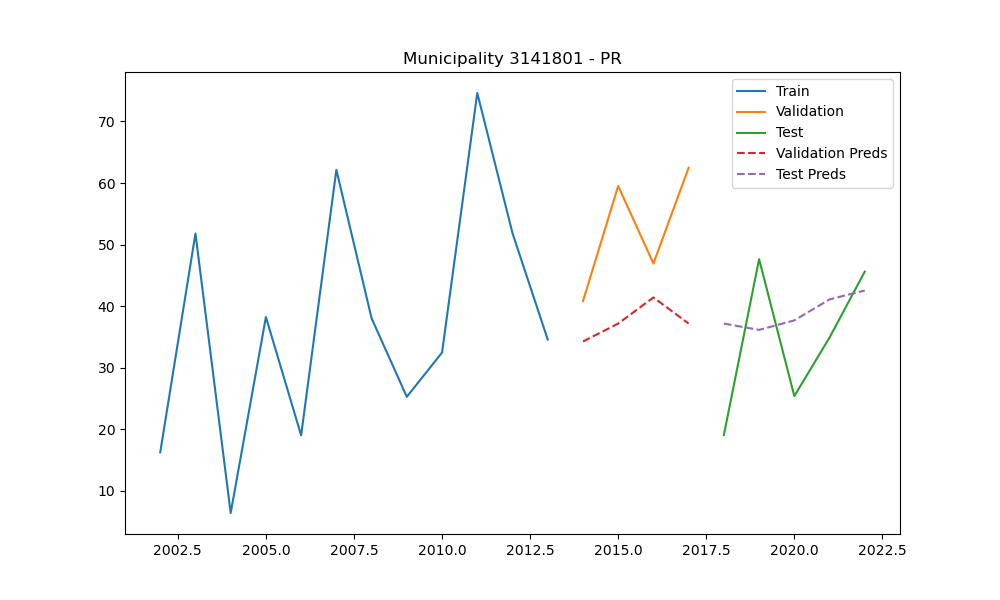 Municipality 3141801 - PR
Train
Validation
Test
Validation Preds
Test Preds
70
60
50
40
30
20
10
2002.5 2005.0 2007.5 2010.0 2012.5 2015.0 2017.5 2020.0 2022.5